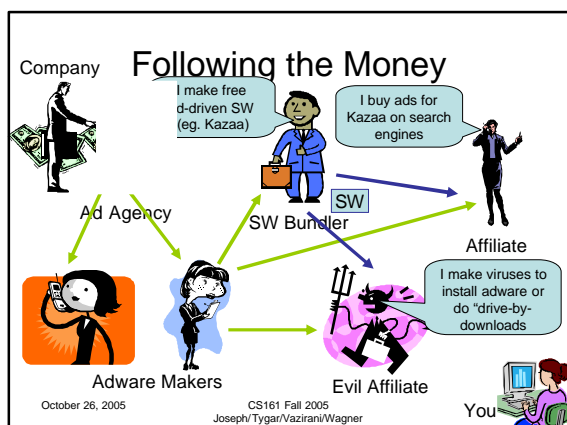 Following the Money
Company
I make free
d-driven SW
(eg. Kazaa)
I buy ads for
Kazaa on search
engines
Ad Agency
SW Bundler
SW
Affiliate
I make viruses to
install adware or
do “drive-by-
downloads
Adware Makers
Evil Affiliate
You
October 26, 2005
CS161 Fall 2005
Joseph/Tygar/Vazirani/Wagner